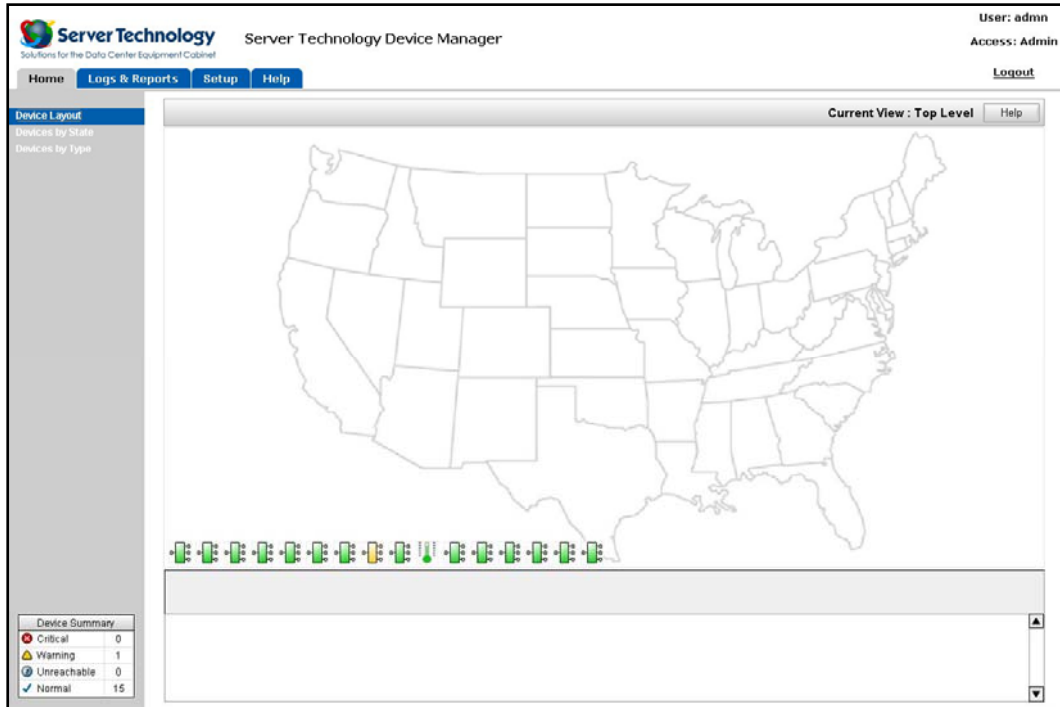 Server Technology
Solutions for the Data Center Equipment Cabinet
Server Technology Device Manager
User: admn
Access: Admin
Logout
Home
Logs & Reports
Setup
Help
Device Layout
Devices by State
Devices by Type
Current View : Top Level
Help
Device Summary
Critical 0
Warning 1
Unreachable 0
Normal 15